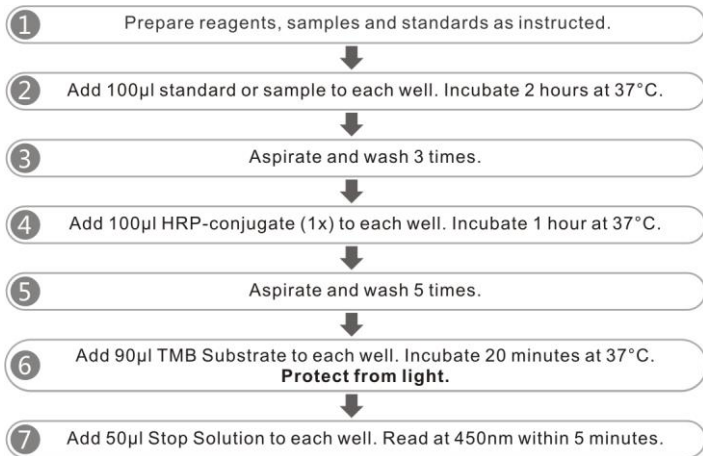 1 Prepare reagents, samples and standards as instructed.
2 Add 100μl standard or sample to each well. Incubate 2 hours at 37°C.
3 Aspirate and wash 3 times.
4 Add 100μl HRP-conjugate (1x) to each well. Incubate 1 hour at 37°C.
5 Aspirate and wash 5 times.
6 Add 90μl TMB Substrate to each well. Incubate 20 minutes at 37°C.
Protect from light.
7 Add 50μl Stop Solution to each well. Read at 450nm within 5 minutes.